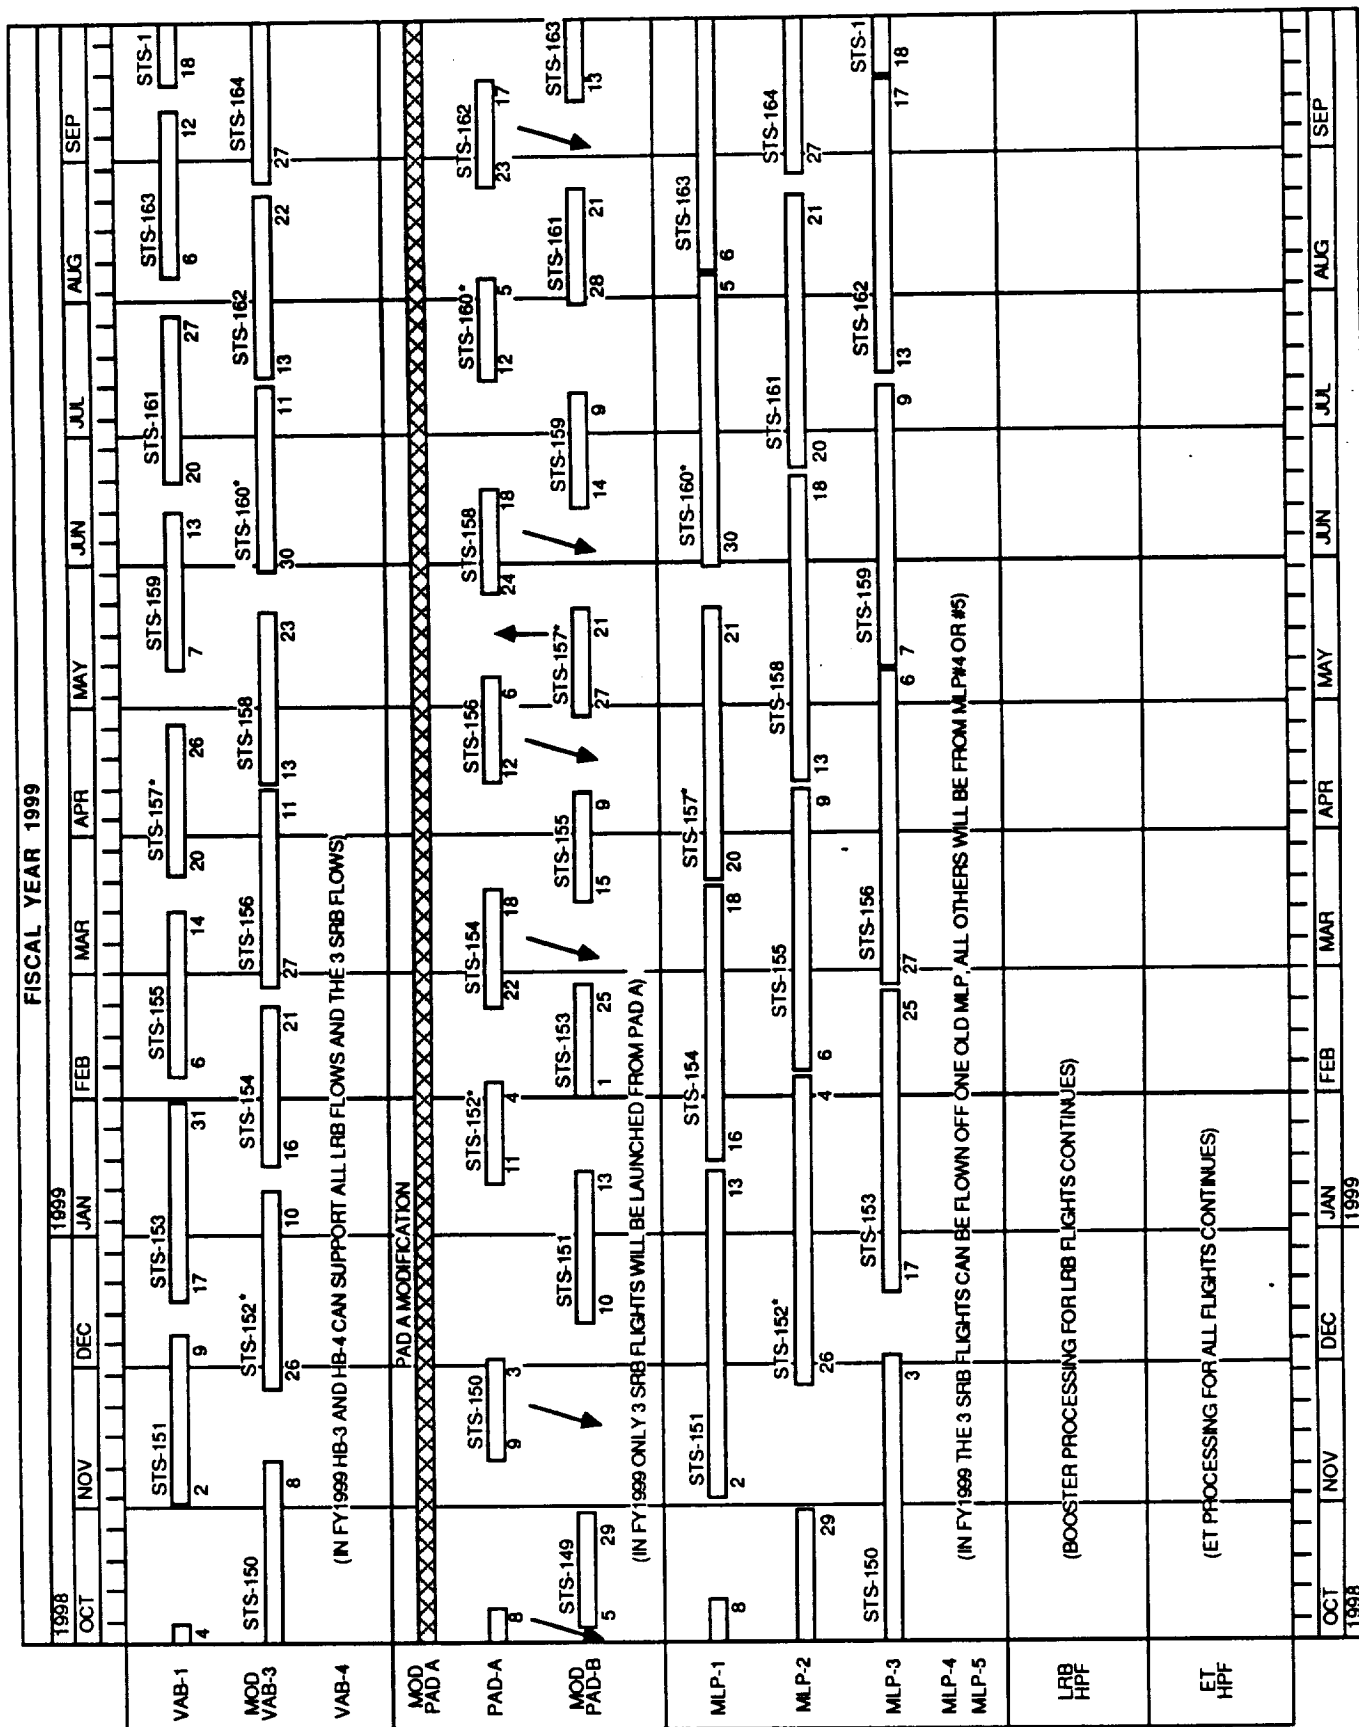 FISCAL YEAR 1999
1998 1999
OCT NOV DEC JAN FEB MAR APR MAY JUN JUL AUG SEP
VAB-1
STS-151 STS-153 STS-155 STS-157* STS-159 STS-161 STS-163 STS-1
4 2 9 17 31 6 14 20 26 7 13 20 27 6 12 18
MOD
VAB-3
STS-150 STS-152* STS-154 STS-156 STS-158 STS-160* STS-162 STS-164
8 26 10 16 21 27 11 13 23 30 11 13 22 27
VAB-4
(IN FY1999 HB-3 AND HB-4 CAN SUPPORT ALL LRB FLOWS AND THE 3 SRB FLOWS)
MOD
PAD A
PAD A MODIFICATION
PAD-A
STS-150 STS-152* STS-154 STS-156 STS-158 STS-160* STS-162
8 9 3 11 4 22 18 12 6 24 18 12 5 23 17
MOD
PAD-B
STS-149 STS-151 STS-153 STS-155 STS-157* STS-159 STS-161 STS-163
5 29 10 13 1 25 15 9 27 21 14 9 28 21 13
(IN FY1999 ONLY 3 SRB FLIGHTS WILL BE LAUNCHED FROM PAD A)
MLP-1
STS-151 STS-154 STS-157* STS-160* STS-163
8 2 13 16 18 20 21 30 5 6
MLP-2
STS-152* STS-155 STS-158 STS-161 STS-164
29 26 4 6 9 13 18 20 21 27
MLP-3
STS-150 STS-153 STS-156 STS-159 STS-162 STS-1
3 17 25 27 6 7 9 13 17 18
MLP-4
MLP-5
(IN FY1999 THE 3 SRB FLIGHTS CAN BE FLOWN OFF ONE OLD MLP, ALL OTHERS WILL BE FROM MLP#4 OR #5)
LRB
HPF
(BOOSTER PROCESSING FOR LRB FLIGHTS CONTINUES)
ET
HPF
(ET PROCESSING FOR ALL FLIGHTS CONTINUES)
OCT NOV DEC JAN FEB MAR APR MAY JUN JUL AUG SEP
1998 1999